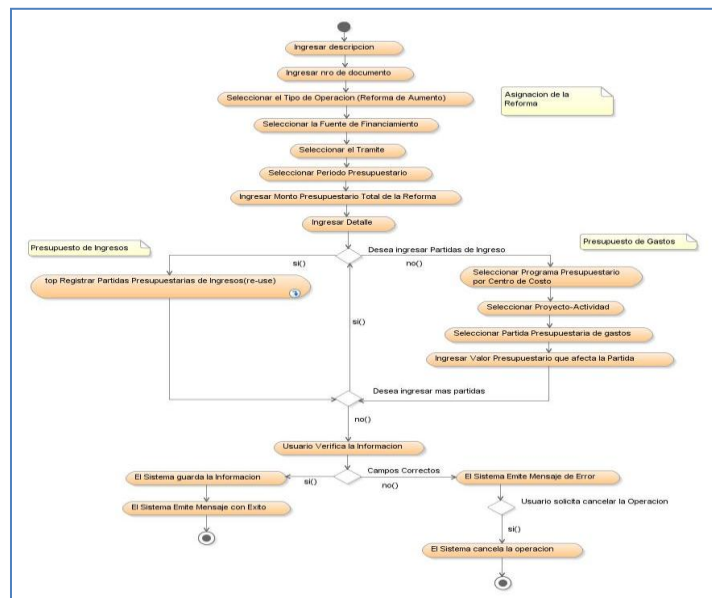 Ingresar descripcion
Ingresar nro de documento
Seleccionar el Tipo de Operacion (Reforma de Aumento)
Asignacion de la
Reforma
Seleccionar la Fuente de Financiamiento
Seleccionar el Tramite
Seleccionar Periodo Presupuestario
Ingresar Monto Presupuestario Total de la Reforma
Ingresar Detalle
Presupuesto de Ingresos
Desea ingresar Partidas de Ingreso
Presupuesto de Gastos
si()
no()
top Registrar Partidas Presupuestarias de Ingresos(re-use)
Seleccionar Programa Presupuestario
por Centro de Costo
Seleccionar Proyecto-Actividad
si()
Seleccionar Partida Presupuestaria de gastos
Ingresar Valor Presupuestario que afecta la Partida
Desea ingresar mas partidas
no()
Usuario Verifica la Informacion
El Sistema guarda la Informacion
si()
Campos Correctos
no()
El Sistema Emite Mensaje de Error
El Sistema Emite Mensaje con Exito
Usuario solicita cancelar la Operacion
si()
El Sistema cancela la operacion